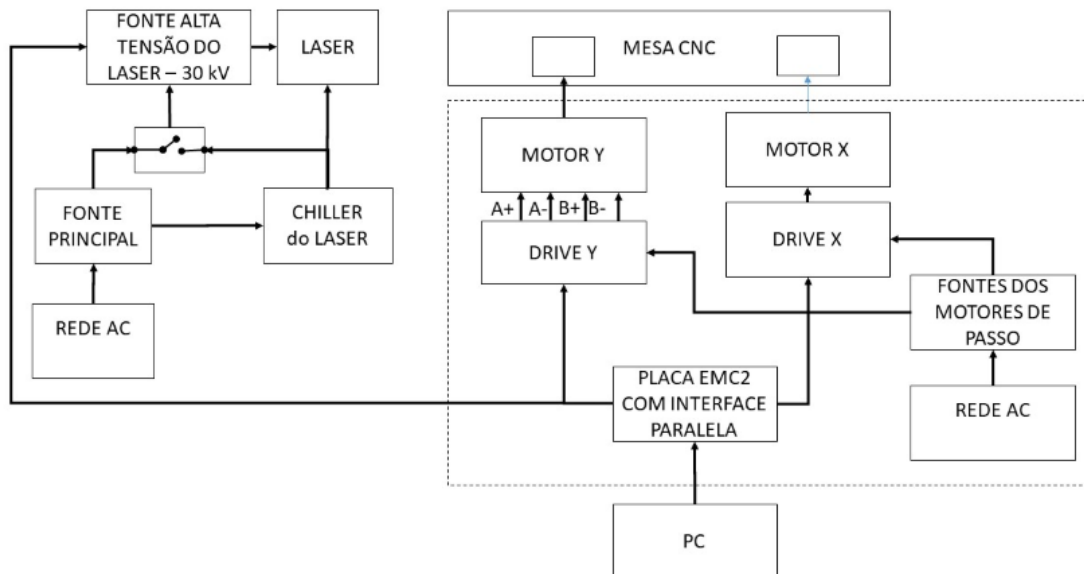 FONTE ALTA
TENSÃO DO
LASER – 30 kV
LASER
MESA CNC
MOTOR Y
MOTOR X
A+ A- B+ B-
FONTE
PRINCIPAL
CHILLER
do LASER
DRIVE Y
DRIVE X
FONTES DOS
MOTORES DE
PASSO
REDE AC
PLACA EMC2
COM INTERFACE
PARALELA
REDE AC
PC